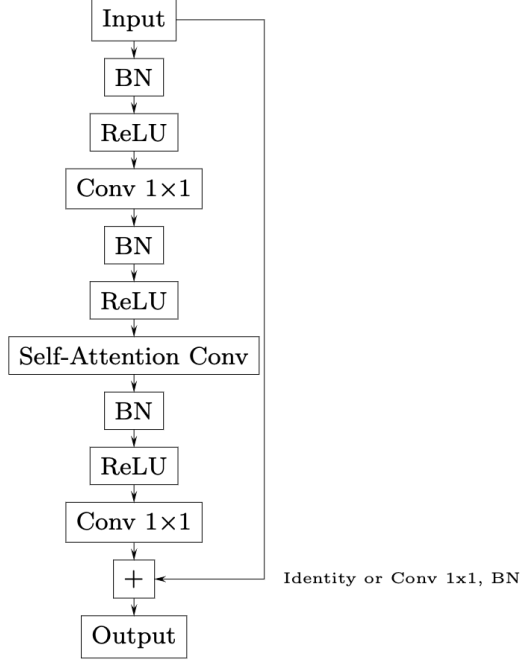 Input
BN
ReLU
Conv 1×1
BN
ReLU
Self-Attention Conv
BN
ReLU
Conv 1×1
+
Identity or Conv 1x1, BN
Output